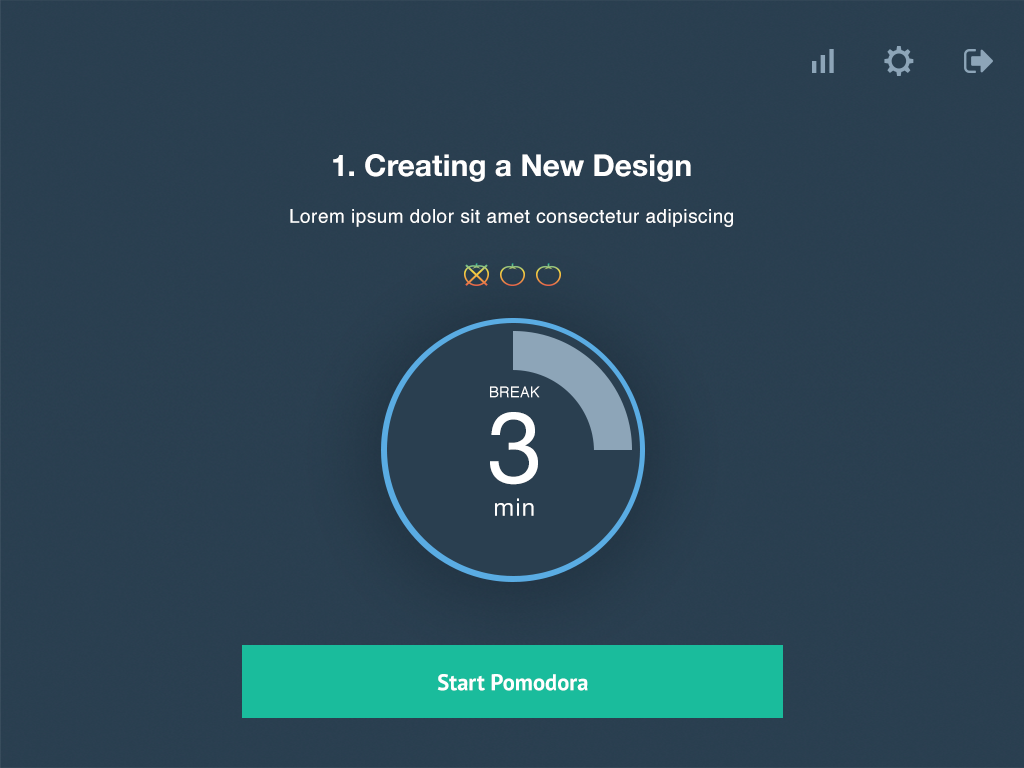 1. Creating a New Design
Lorem ipsum dolor sit amet consectetur adipiscing
BREAK
3
min
Start Pomodora